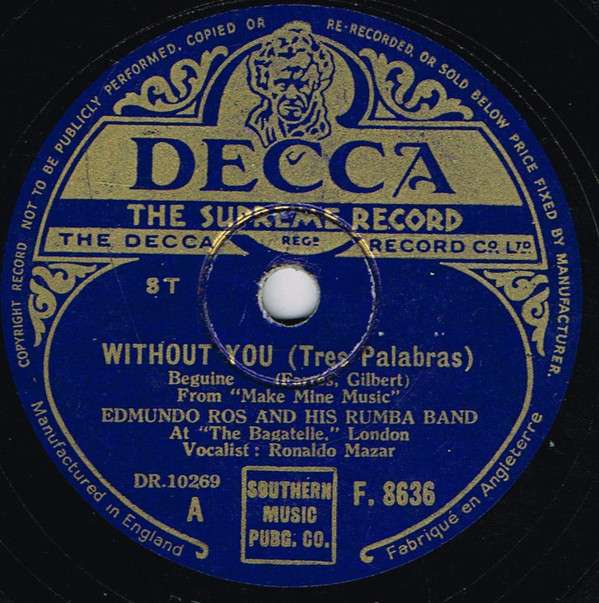 COPYRIGHT RECORD NOT TO BE PUBLICLY PERFORMED, COPIED OR RE-RECORDED, OR SOLD BELOW PRICE FIXED BY MANUFACTURER.
DECCA
THE SUPREME RECORD
THE DECCA REGD RECORD CO. LTD.
8T
WITHOUT YOU (Tres Palabras)
Beguine (Farres, Gilbert)
From "Make Mine Music"
EDMUNDO ROS AND HIS RUMBA BAND
At "The Bagatelle." London
Vocalist : Ronaldo Mazar
DR.10269
A
SOUTHERN
MUSIC
PUBG. CO.
F. 8636
Manufactured in England
Fabriqué en Angleterre